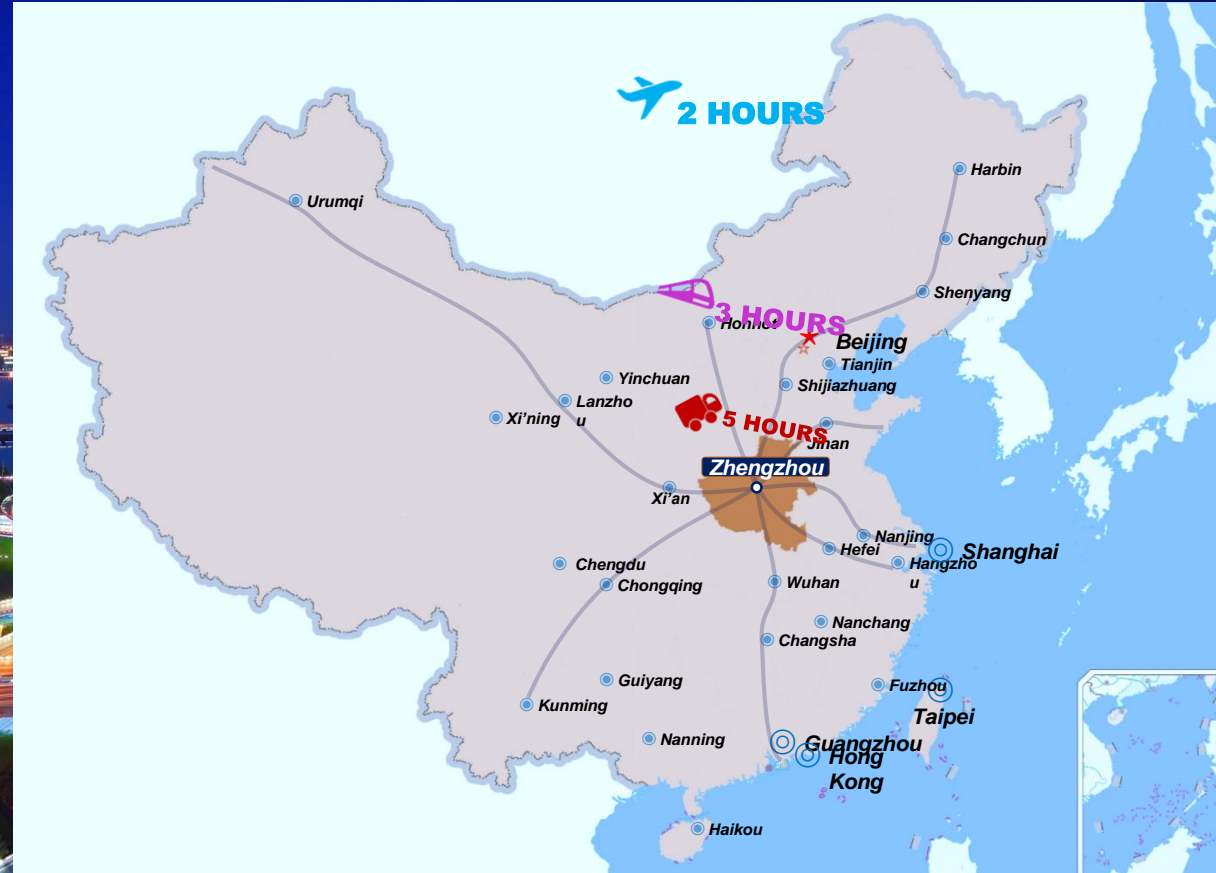 2 HOURS
Harbin
Urumqi
Changchun
Shenyang
3 HOURS
Beijing
Tianjin
Yinchuan
Shijiazhuang
Lanzho
u
Xi'ning
5 HOURS
Jinan
Zhengzhou
Xi'an
Nanjing
Hefei
Shanghai
Hangzho
u
Chengdu
Chongqing
Wuhan
Nanchang
Changsha
Guiyang
Fuzhou
Kunming
Taipei
Nanning
Guangzhou
Hong
Kong
Haikou